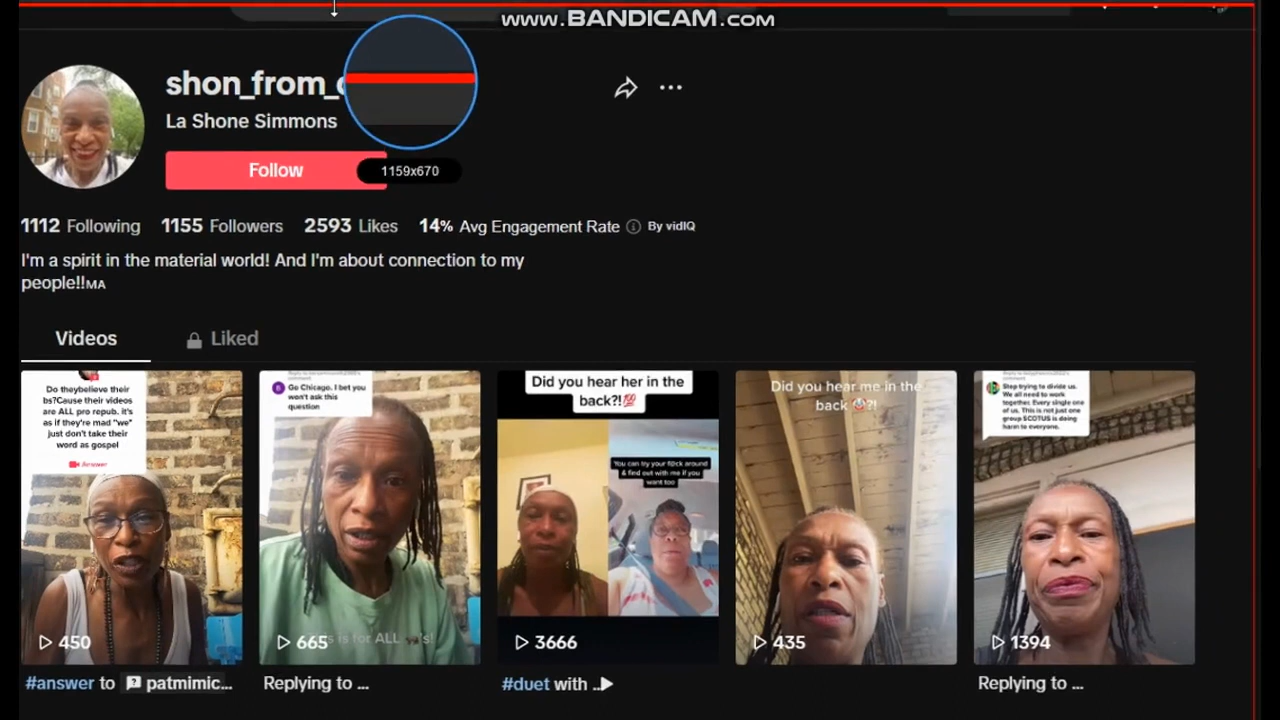 www.BANDICAM.com
shon_from_
La Shone Simmons
Follow
1159x670
1112 Following 1155 Followers 2593 Likes 14% Avg Engagement Rate By vidIQ
I'm a spirit in the material world! And I'm about connection to my
people!!MA
Videos Liked
Do theybelieve their
bs?Cause their videos
are ALL pro repub. it's
as if they're mad "we"
just don't take their
word as gospel
Answer
450
Go Chicago. I bet you
won't ask this
question
s is for ALL 's!
665
Did you hear her in the
back?!💯
You can try your f@ck around
& find out with me if you
want too
3666
Did you hear me in the
back 🤡?!
435
Stop trying to divide us.
We all need to work
together. Every single one
of us. This is not just one
group SCOTUS is doing
harm to everyone.
1394
#answer to patmimic...
Replying to ...
#duet with ..
Replying to ...